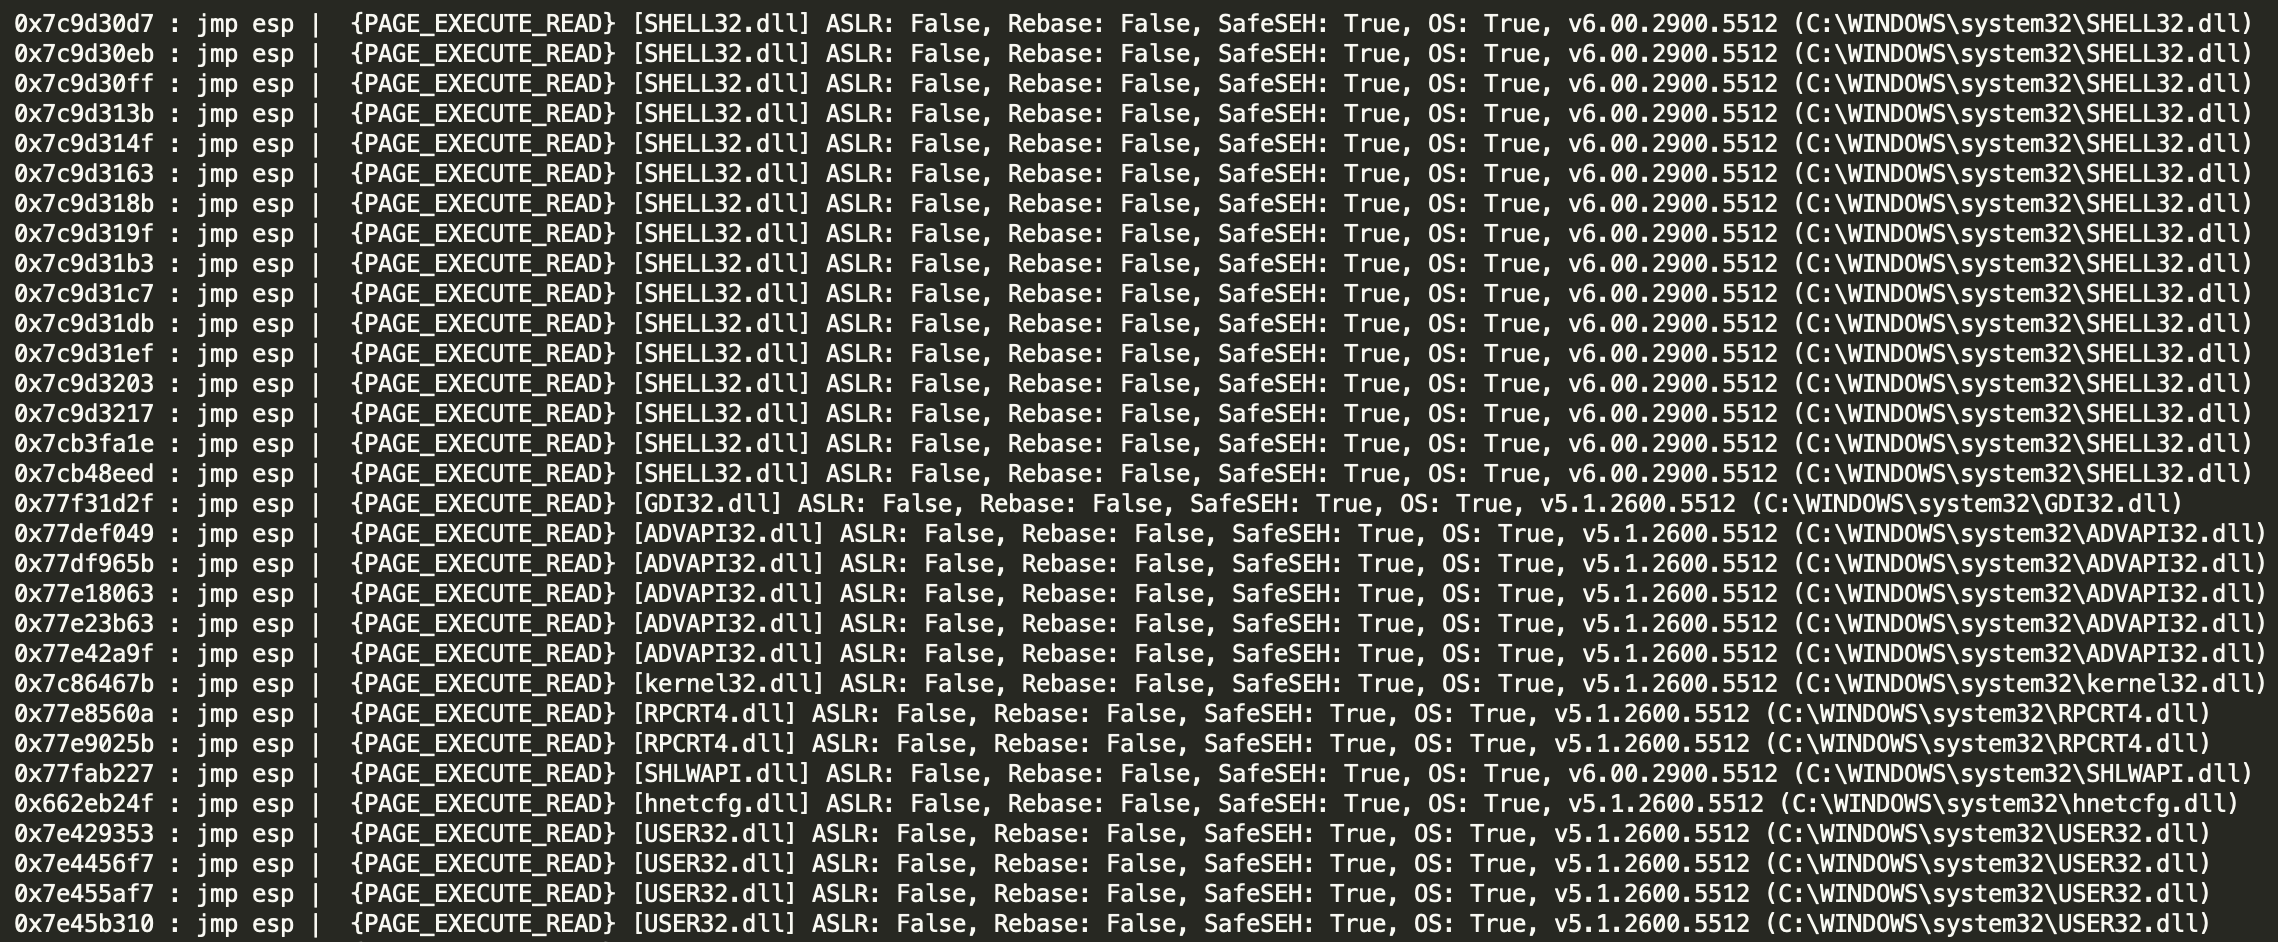 0x7c9d30d7 : jmp esp |  {PAGE_EXECUTE_READ} [SHELL32.dll] ASLR: False, Rebase: False, SafeSEH: True, OS: True, v6.00.2900.5512 (C:\WINDOWS\system32\SHELL32.dll)
0x7c9d30eb : jmp esp |  {PAGE_EXECUTE_READ} [SHELL32.dll] ASLR: False, Rebase: False, SafeSEH: True, OS: True, v6.00.2900.5512 (C:\WINDOWS\system32\SHELL32.dll)
0x7c9d30ff : jmp esp |  {PAGE_EXECUTE_READ} [SHELL32.dll] ASLR: False, Rebase: False, SafeSEH: True, OS: True, v6.00.2900.5512 (C:\WINDOWS\system32\SHELL32.dll)
0x7c9d313b : jmp esp |  {PAGE_EXECUTE_READ} [SHELL32.dll] ASLR: False, Rebase: False, SafeSEH: True, OS: True, v6.00.2900.5512 (C:\WINDOWS\system32\SHELL32.dll)
0x7c9d314f : jmp esp |  {PAGE_EXECUTE_READ} [SHELL32.dll] ASLR: False, Rebase: False, SafeSEH: True, OS: True, v6.00.2900.5512 (C:\WINDOWS\system32\SHELL32.dll)
0x7c9d3163 : jmp esp |  {PAGE_EXECUTE_READ} [SHELL32.dll] ASLR: False, Rebase: False, SafeSEH: True, OS: True, v6.00.2900.5512 (C:\WINDOWS\system32\SHELL32.dll)
0x7c9d318b : jmp esp |  {PAGE_EXECUTE_READ} [SHELL32.dll] ASLR: False, Rebase: False, SafeSEH: True, OS: True, v6.00.2900.5512 (C:\WINDOWS\system32\SHELL32.dll)
0x7c9d319f : jmp esp |  {PAGE_EXECUTE_READ} [SHELL32.dll] ASLR: False, Rebase: False, SafeSEH: True, OS: True, v6.00.2900.5512 (C:\WINDOWS\system32\SHELL32.dll)
0x7c9d31b3 : jmp esp |  {PAGE_EXECUTE_READ} [SHELL32.dll] ASLR: False, Rebase: False, SafeSEH: True, OS: True, v6.00.2900.5512 (C:\WINDOWS\system32\SHELL32.dll)
0x7c9d31c7 : jmp esp |  {PAGE_EXECUTE_READ} [SHELL32.dll] ASLR: False, Rebase: False, SafeSEH: True, OS: True, v6.00.2900.5512 (C:\WINDOWS\system32\SHELL32.dll)
0x7c9d31db : jmp esp |  {PAGE_EXECUTE_READ} [SHELL32.dll] ASLR: False, Rebase: False, SafeSEH: True, OS: True, v6.00.2900.5512 (C:\WINDOWS\system32\SHELL32.dll)
0x7c9d31ef : jmp esp |  {PAGE_EXECUTE_READ} [SHELL32.dll] ASLR: False, Rebase: False, SafeSEH: True, OS: True, v6.00.2900.5512 (C:\WINDOWS\system32\SHELL32.dll)
0x7c9d3203 : jmp esp |  {PAGE_EXECUTE_READ} [SHELL32.dll] ASLR: False, Rebase: False, SafeSEH: True, OS: True, v6.00.2900.5512 (C:\WINDOWS\system32\SHELL32.dll)
0x7c9d3217 : jmp esp |  {PAGE_EXECUTE_READ} [SHELL32.dll] ASLR: False, Rebase: False, SafeSEH: True, OS: True, v6.00.2900.5512 (C:\WINDOWS\system32\SHELL32.dll)
0x7cb3fa1e : jmp esp |  {PAGE_EXECUTE_READ} [SHELL32.dll] ASLR: False, Rebase: False, SafeSEH: True, OS: True, v6.00.2900.5512 (C:\WINDOWS\system32\SHELL32.dll)
0x7cb48eed : jmp esp |  {PAGE_EXECUTE_READ} [SHELL32.dll] ASLR: False, Rebase: False, SafeSEH: True, OS: True, v6.00.2900.5512 (C:\WINDOWS\system32\SHELL32.dll)
0x77f31d2f : jmp esp |  {PAGE_EXECUTE_READ} [GDI32.dll] ASLR: False, Rebase: False, SafeSEH: True, OS: True, v5.1.2600.5512 (C:\WINDOWS\system32\GDI32.dll)
0x77def049 : jmp esp |  {PAGE_EXECUTE_READ} [ADVAPI32.dll] ASLR: False, Rebase: False, SafeSEH: True, OS: True, v5.1.2600.5512 (C:\WINDOWS\system32\ADVAPI32.dll)
0x77df965b : jmp esp |  {PAGE_EXECUTE_READ} [ADVAPI32.dll] ASLR: False, Rebase: False, SafeSEH: True, OS: True, v5.1.2600.5512 (C:\WINDOWS\system32\ADVAPI32.dll)
0x77e18063 : jmp esp |  {PAGE_EXECUTE_READ} [ADVAPI32.dll] ASLR: False, Rebase: False, SafeSEH: True, OS: True, v5.1.2600.5512 (C:\WINDOWS\system32\ADVAPI32.dll)
0x77e23b63 : jmp esp |  {PAGE_EXECUTE_READ} [ADVAPI32.dll] ASLR: False, Rebase: False, SafeSEH: True, OS: True, v5.1.2600.5512 (C:\WINDOWS\system32\ADVAPI32.dll)
0x77e42a9f : jmp esp |  {PAGE_EXECUTE_READ} [ADVAPI32.dll] ASLR: False, Rebase: False, SafeSEH: True, OS: True, v5.1.2600.5512 (C:\WINDOWS\system32\ADVAPI32.dll)
0x7c86467b : jmp esp |  {PAGE_EXECUTE_READ} [kernel32.dll] ASLR: False, Rebase: False, SafeSEH: True, OS: True, v5.1.2600.5512 (C:\WINDOWS\system32\kernel32.dll)
0x77e8560a : jmp esp |  {PAGE_EXECUTE_READ} [RPCRT4.dll] ASLR: False, Rebase: False, SafeSEH: True, OS: True, v5.1.2600.5512 (C:\WINDOWS\system32\RPCRT4.dll)
0x77e9025b : jmp esp |  {PAGE_EXECUTE_READ} [RPCRT4.dll] ASLR: False, Rebase: False, SafeSEH: True, OS: True, v5.1.2600.5512 (C:\WINDOWS\system32\RPCRT4.dll)
0x77fab227 : jmp esp |  {PAGE_EXECUTE_READ} [SHLWAPI.dll] ASLR: False, Rebase: False, SafeSEH: True, OS: True, v6.00.2900.5512 (C:\WINDOWS\system32\SHLWAPI.dll)
0x662eb24f : jmp esp |  {PAGE_EXECUTE_READ} [hnetcfg.dll] ASLR: False, Rebase: False, SafeSEH: True, OS: True, v5.1.2600.5512 (C:\WINDOWS\system32\hnetcfg.dll)
0x7e429353 : jmp esp |  {PAGE_EXECUTE_READ} [USER32.dll] ASLR: False, Rebase: False, SafeSEH: True, OS: True, v5.1.2600.5512 (C:\WINDOWS\system32\USER32.dll)
0x7e4456f7 : jmp esp |  {PAGE_EXECUTE_READ} [USER32.dll] ASLR: False, Rebase: False, SafeSEH: True, OS: True, v5.1.2600.5512 (C:\WINDOWS\system32\USER32.dll)
0x7e455af7 : jmp esp |  {PAGE_EXECUTE_READ} [USER32.dll] ASLR: False, Rebase: False, SafeSEH: True, OS: True, v5.1.2600.5512 (C:\WINDOWS\system32\USER32.dll)
0x7e45b310 : jmp esp |  {PAGE_EXECUTE_READ} [USER32.dll] ASLR: False, Rebase: False, SafeSEH: True, OS: True, v5.1.2600.5512 (C:\WINDOWS\system32\USER32.dll)